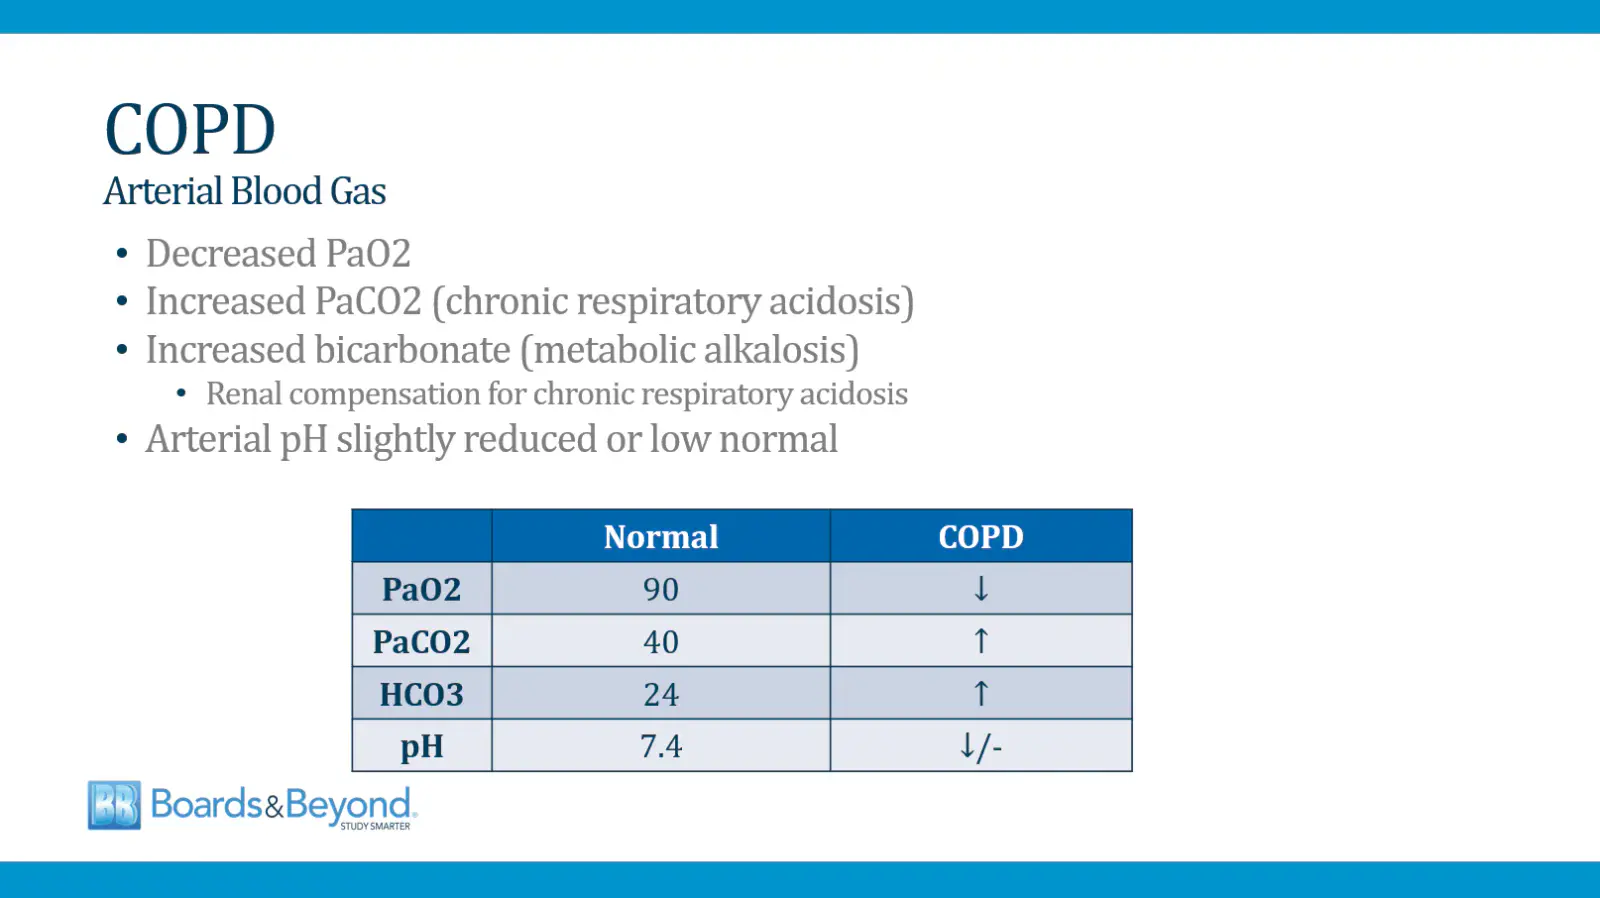 COPD
Arterial Blood Gas
• Decreased PaO2
• Increased PaCO2 (chronic respiratory acidosis)
• Increased bicarbonate (metabolic alkalosis)
• Renal compensation for chronic respiratory acidosis
• Arterial pH slightly reduced or low normal
Normal COPD
PaO2 90 ↓
PaCO2 40 ↑
HCO3 24 ↑
pH 7.4 ↓/-
BB Boards&Beyond®
STUDY SMARTER